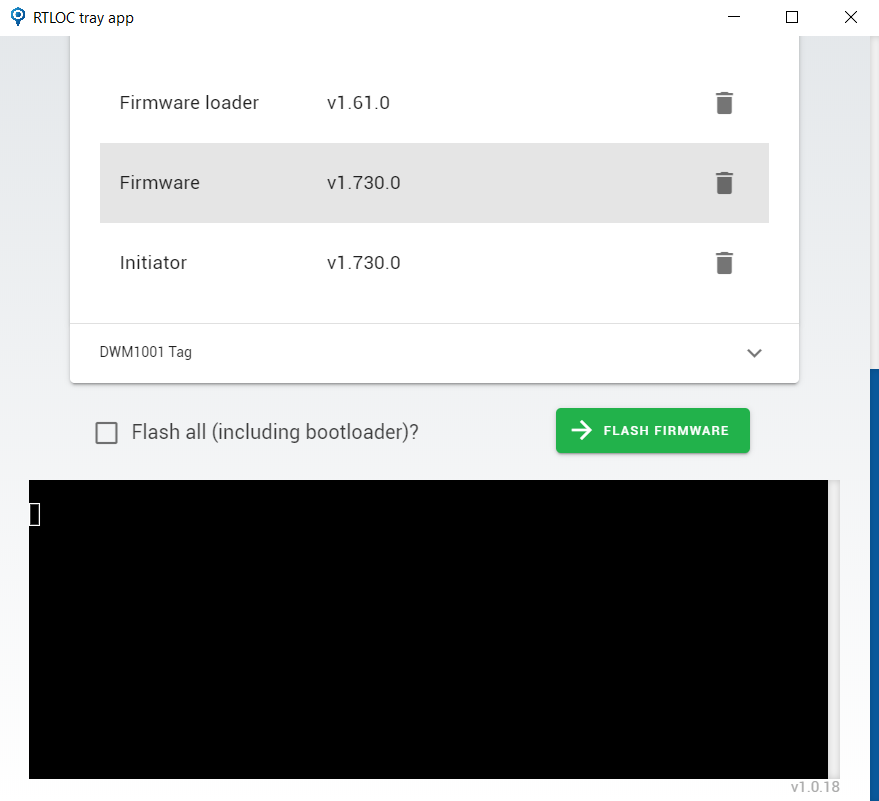 RTLOC tray app
Firmware loader v1.61.0
Firmware v1.730.0
Initiator v1.730.0
DWM1001 Tag
Flash all (including bootloader)? FLASH FIRMWARE
v1.0.18